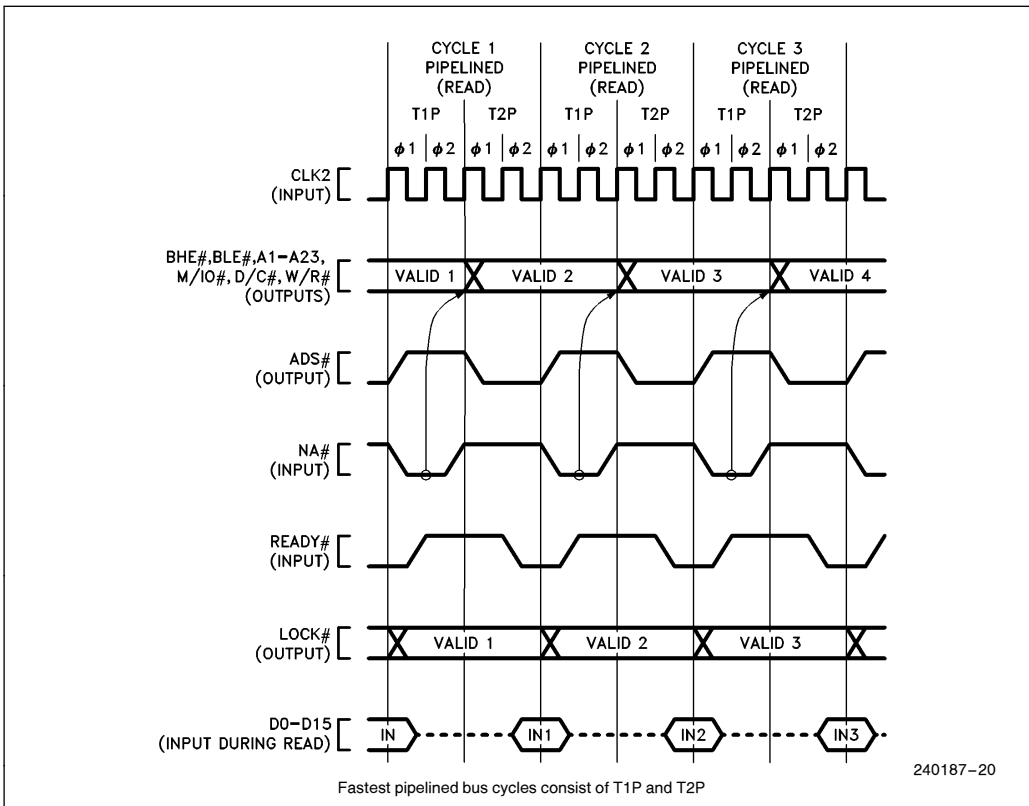 CYCLE 1 CYCLE 2 CYCLE 3
PIPELINED PIPELINED PIPELINED
(READ) (READ) (READ)
T1P T2P T1P T2P T1P T2P
ϕ1 ϕ2 ϕ1 ϕ2 ϕ1 ϕ2 ϕ1 ϕ2 ϕ1 ϕ2 ϕ1 ϕ2
CLK2
(INPUT)
BHE#,BLE#,A1–A23,
M/IO#,D/C#,W/R#
(OUTPUTS)
VALID 1 VALID 2 VALID 3 VALID 4
ADS#
(OUTPUT)
NA#
(INPUT)
READY#
(INPUT)
LOCK#
(OUTPUT)
VALID 1 VALID 2 VALID 3
D0–D15
(INPUT DURING READ)
IN IN1 IN2 IN3
240187–20
Fastest pipelined bus cycles consist of T1P and T2P